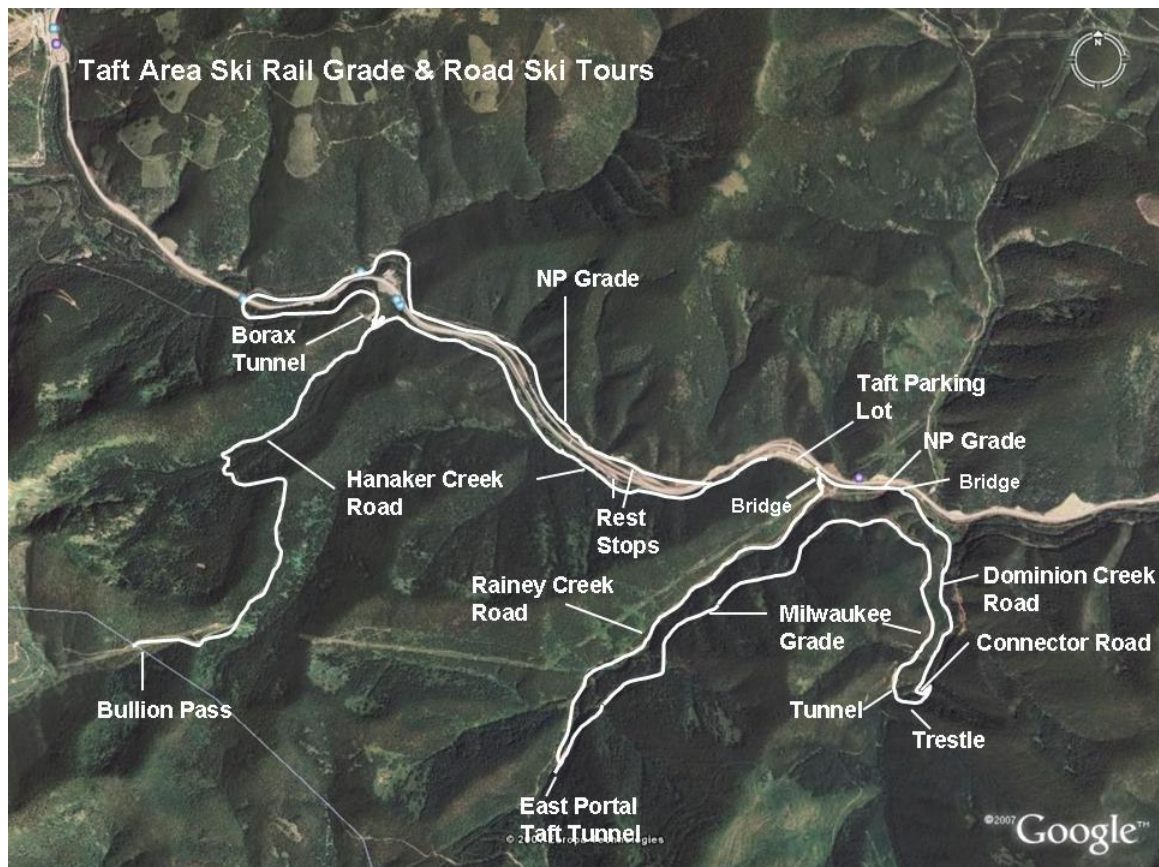 Taft Area Ski Rail Grade & Road Ski Tours
N
NP Grade
Borax
Tunnel
Taft Parking
Lot
NP Grade
Hanaker Creek
Road
Bridge
Bridge
Rest
Stops
Rainey Creek
Road
Dominion Creek
Road
Milwaukee
Grade
Connector Road
Bullion Pass
Tunnel
Trestle
East Portal
Taft Tunnel
©2007 Google™
Technologies